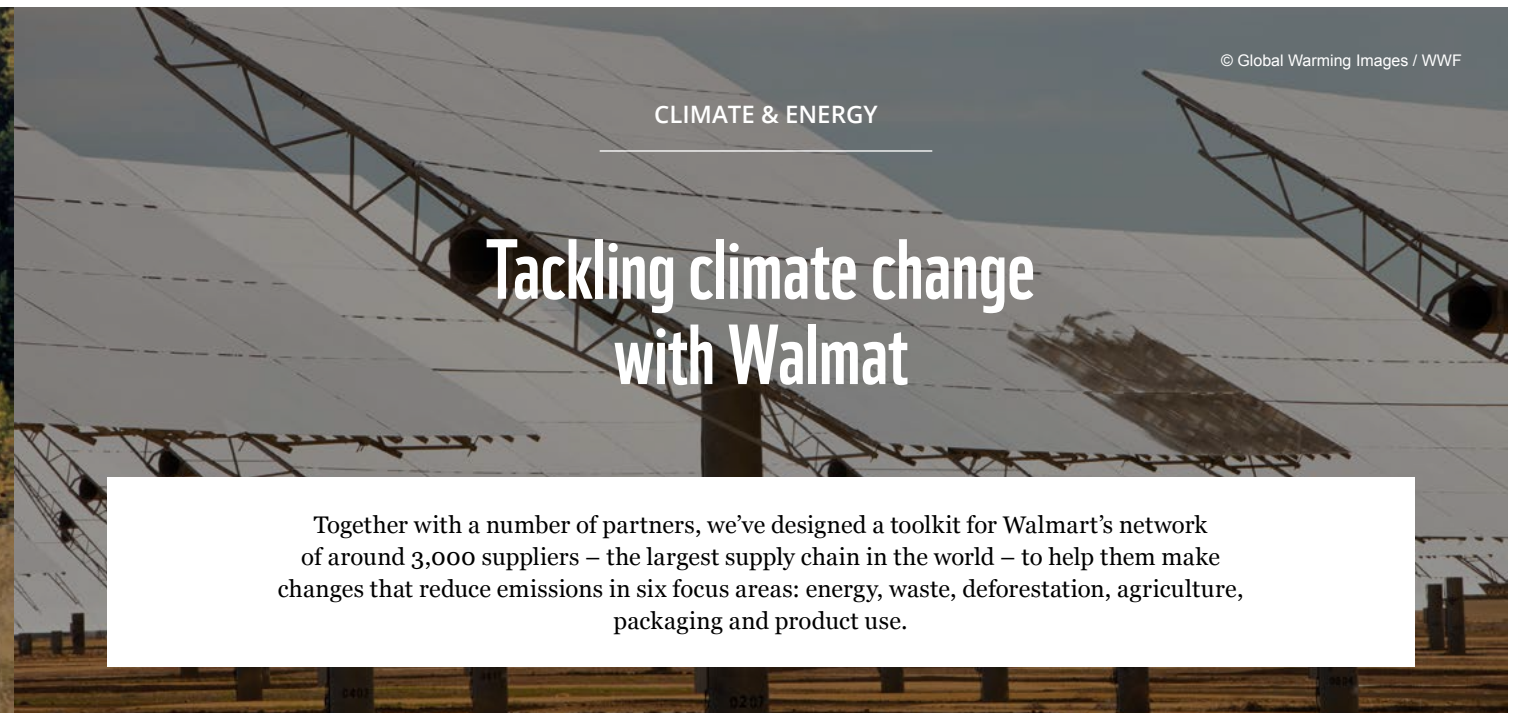 © Global Warming Images / WWF
CLIMATE & ENERGY
Tackling climate change
with Walmat
Together with a number of partners, we’ve designed a toolkit for Walmart’s network
of around 3,000 suppliers – the largest supply chain in the world – to help them make
changes that reduce emissions in six focus areas: energy, waste, deforestation, agriculture,
packaging and product use.
0207